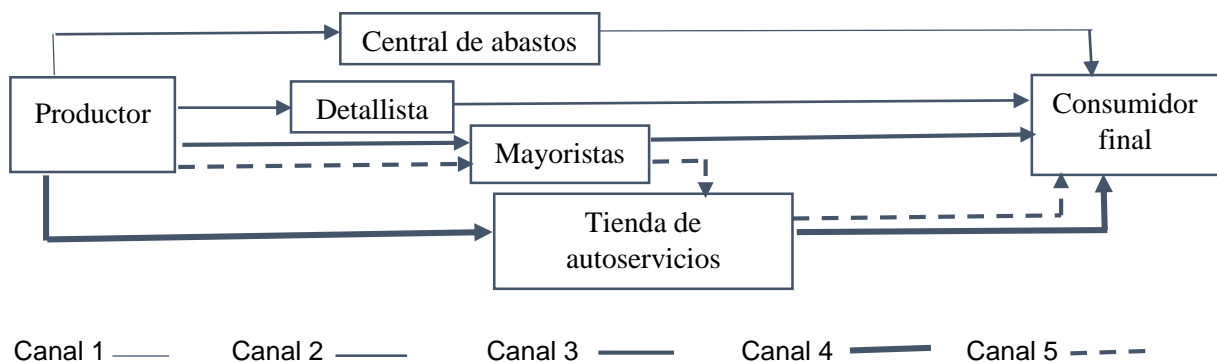 Central de abastos
Productor
Detallista
Consumidor
final
Mayoristas
Tienda de
autoservicios
Canal 1
Canal 2
Canal 3
Canal 4
Canal 5